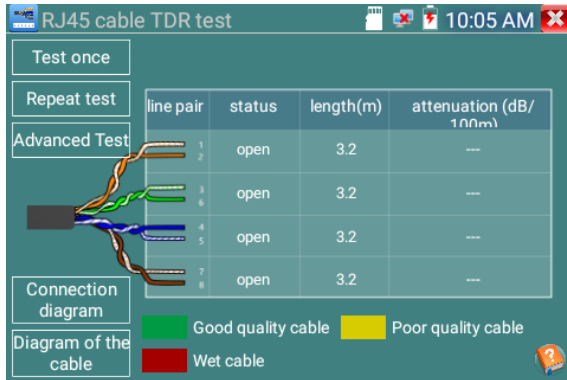 RJ45 cable TDR test
10:05 AM
Test once
Repeat test
Advanced Test
line pair status length(m) attenuation (dB/
100m)
1
2
open 3.2 ---
3
6
open 3.2 ---
4
5
open 3.2 ---
7
8
open 3.2 ---
Connection
diagram
Diagram of the
cable
Good quality cable
Poor quality cable
Wet cable